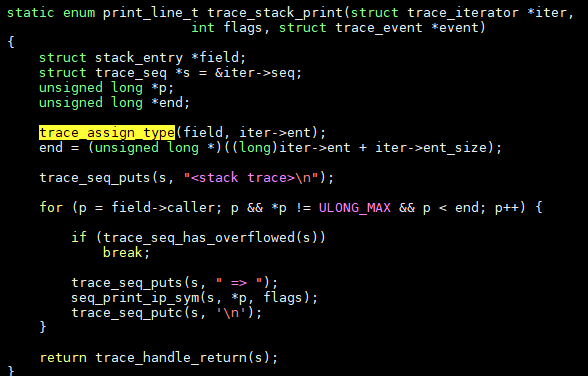 static enum print_line_t trace_stack_print(struct trace_iterator *iter,
                       int flags, struct trace_event *event)
{
    struct stack_entry *field;
    struct trace_seq *s = &iter->seq;
    unsigned long *p;
    unsigned long *end;

    trace_assign_type(field, iter->ent);
    end = (unsigned long *)((long)iter->ent + iter->ent_size);

    trace_seq_puts(s, "<stack trace>\n");

    for (p = field->caller; p && *p != ULONG_MAX && p < end; p++) {

        if (trace_seq_has_overflowed(s))
            break;

        trace_seq_puts(s, " => ");
        seq_print_ip_sym(s, *p, flags);
        trace_seq_putc(s, '\n');
    }

    return trace_handle_return(s);
}